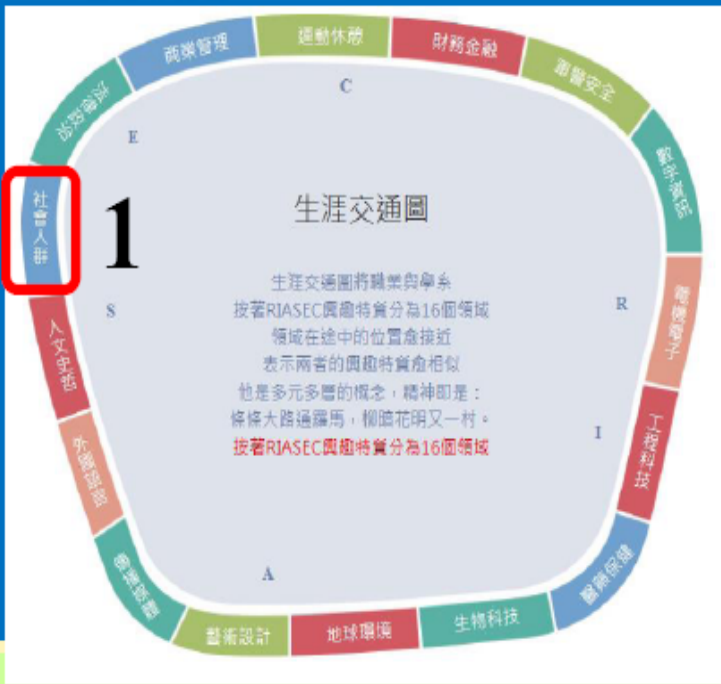 商業管理
運動休憩
財務金融
軍警安全
法律政治
C
E
數字資訊
社會人群
1
生涯交通圖
生涯交通圖將職業與學系
按著RIASEC興趣特質分為16個領域
領域在途中的位置愈接近
表示兩者的興趣特質愈相似
他是多元多層的概念，精神即是：
條條大路通羅馬，柳暗花明又一村。
按著RIASEC興趣特質分為16個領域
S
R
電機電子
人文史哲
I
工程科技
外國語言
A
醫藥保健
藝術設計
地球環境
生物科技